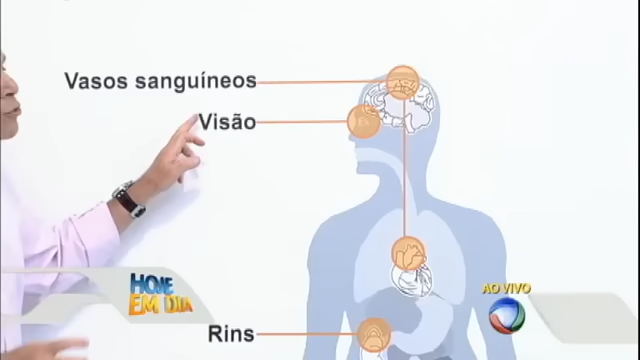 Vasos sanguíneos
Visão
HOJE
EM DIA
AO VIVO
Rins